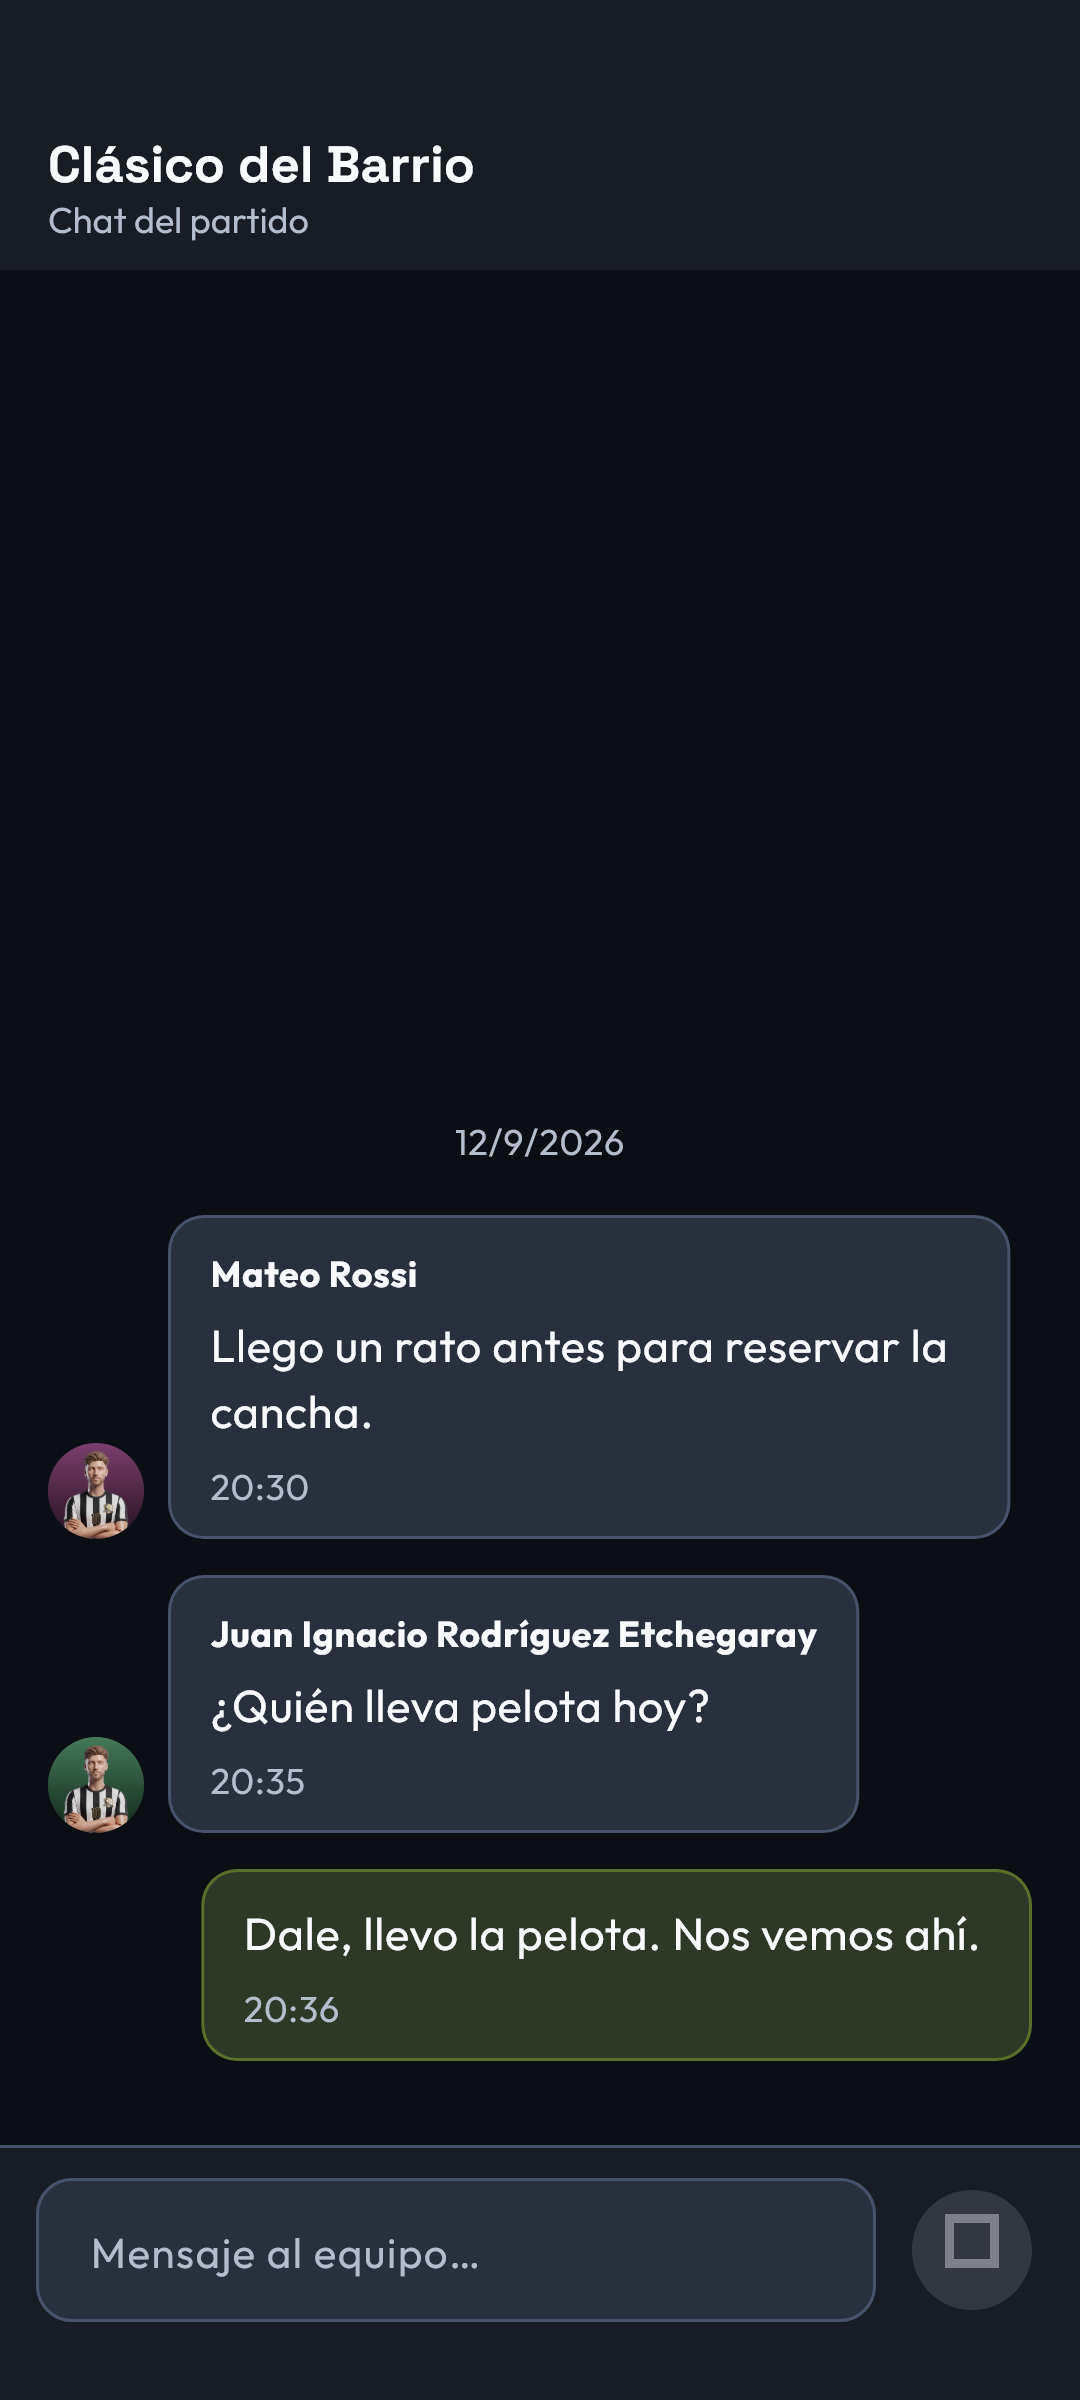 Clásico del Barrio
Chat del partido
12/9/2026
Mateo Rossi
Llego un rato antes para reservar la
cancha.
20:30
Juan Ignacio Rodríguez Etchegaray
¿Quién lleva pelota hoy?
20:35
Dale, llevo la pelota. Nos vemos ahí.
20:36
Mensaje al equipo…